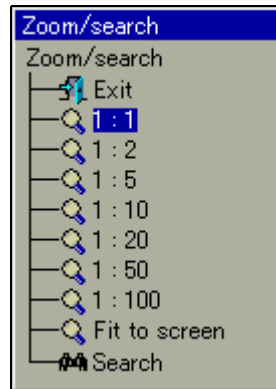 Zoom/search
Zoom/search
Exit
1 : 1
1 : 2
1 : 5
1 : 10
1 : 20
1 : 50
1 : 100
Fit to screen
Search